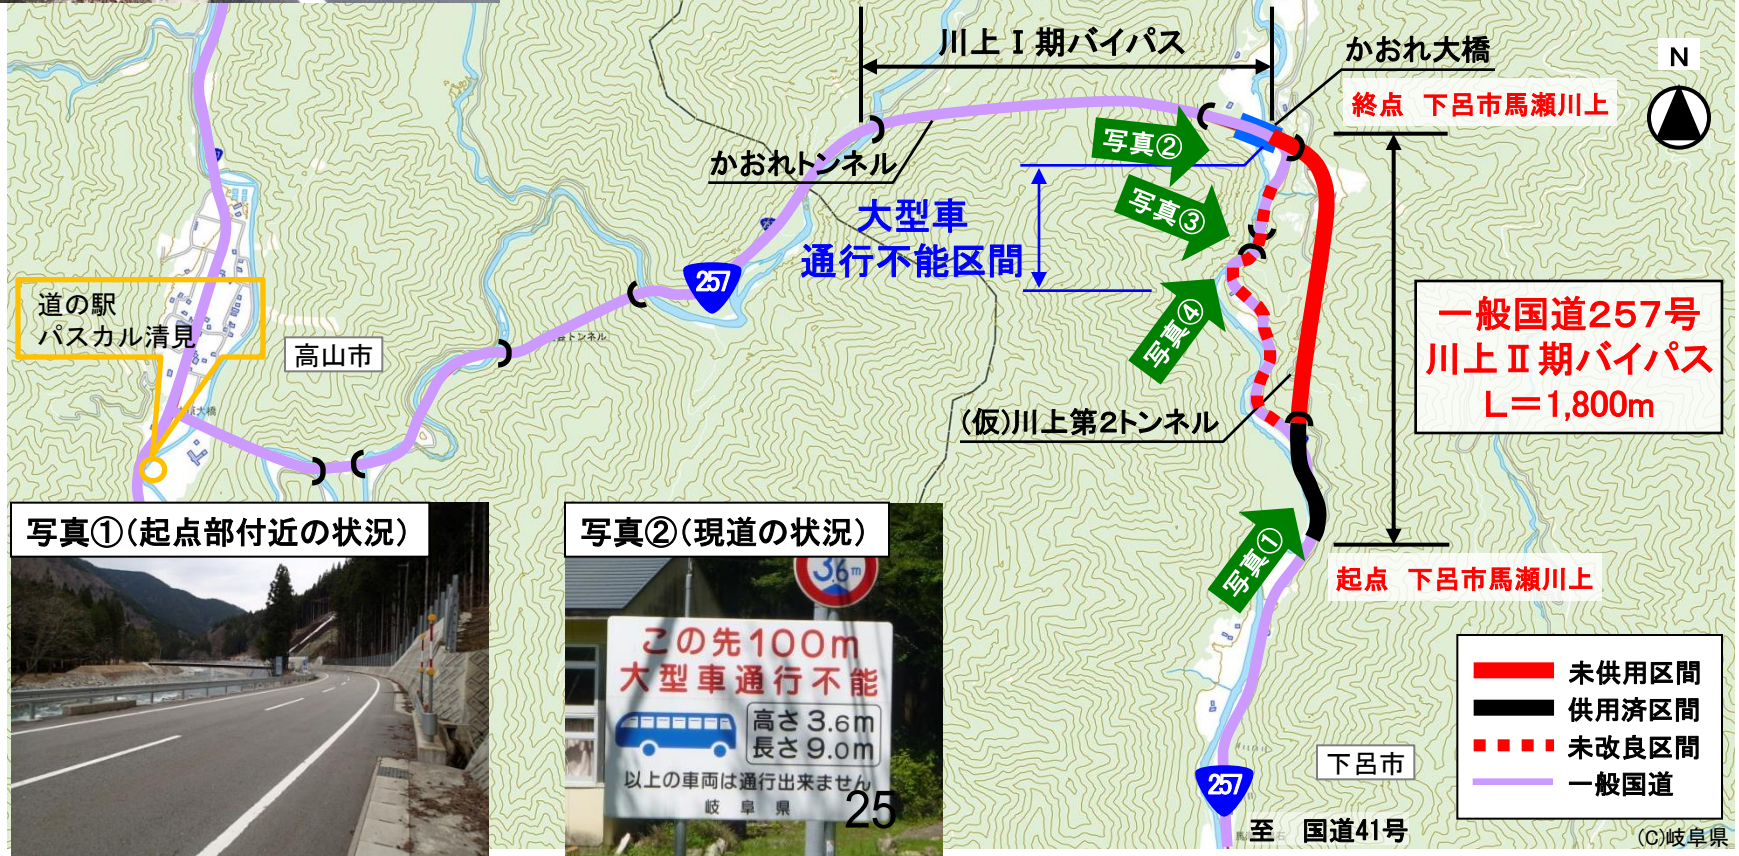 川上Ⅰ期バイパス
かおれ大橋
N
終点 下呂市馬瀬川上
写真②
かおれトンネル
写真③
大型車
通行不能区間
257
道の駅
パスカル清見
高山市
写真④
一般国道257号
川上Ⅱ期バイパス
L=1,800m
(仮)川上第2トンネル
写真①(起点部付近の状況)
写真②(現道の状況)
写真①
起点 下呂市馬瀬川上
3.6m
この先100m
大型車通行不能
高さ3.6m
長さ9.0m
以上の車両は通行出来ません
岐阜県
25
未供用区間
供用済区間
未改良区間
一般国道
下呂市
257
至 国道41号
(C)岐阜県